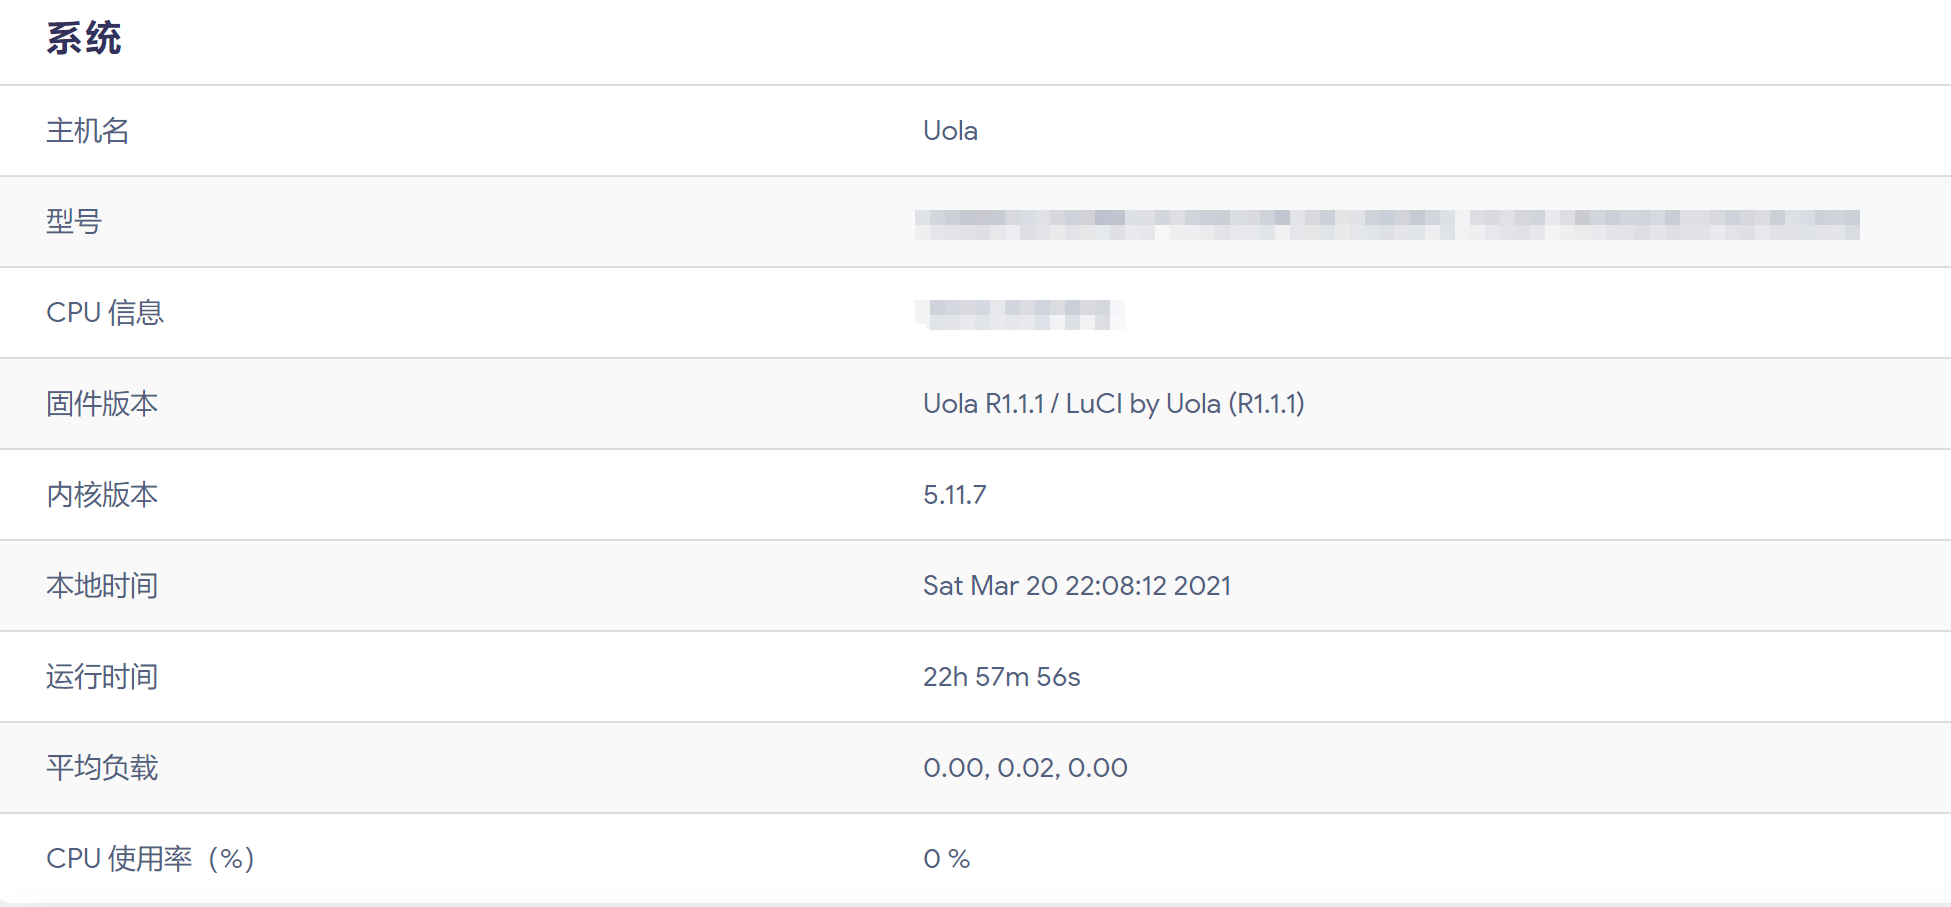 系统
主机名 Uola
型号
CPU 信息
固件版本 Uola R1.1.1 / LuCI by Uola (R1.1.1)
内核版本 5.11.7
本地时间 Sat Mar 20 22:08:12 2021
运行时间 22h 57m 56s
平均负载 0.00, 0.02, 0.00
CPU 使用率（%） 0 %